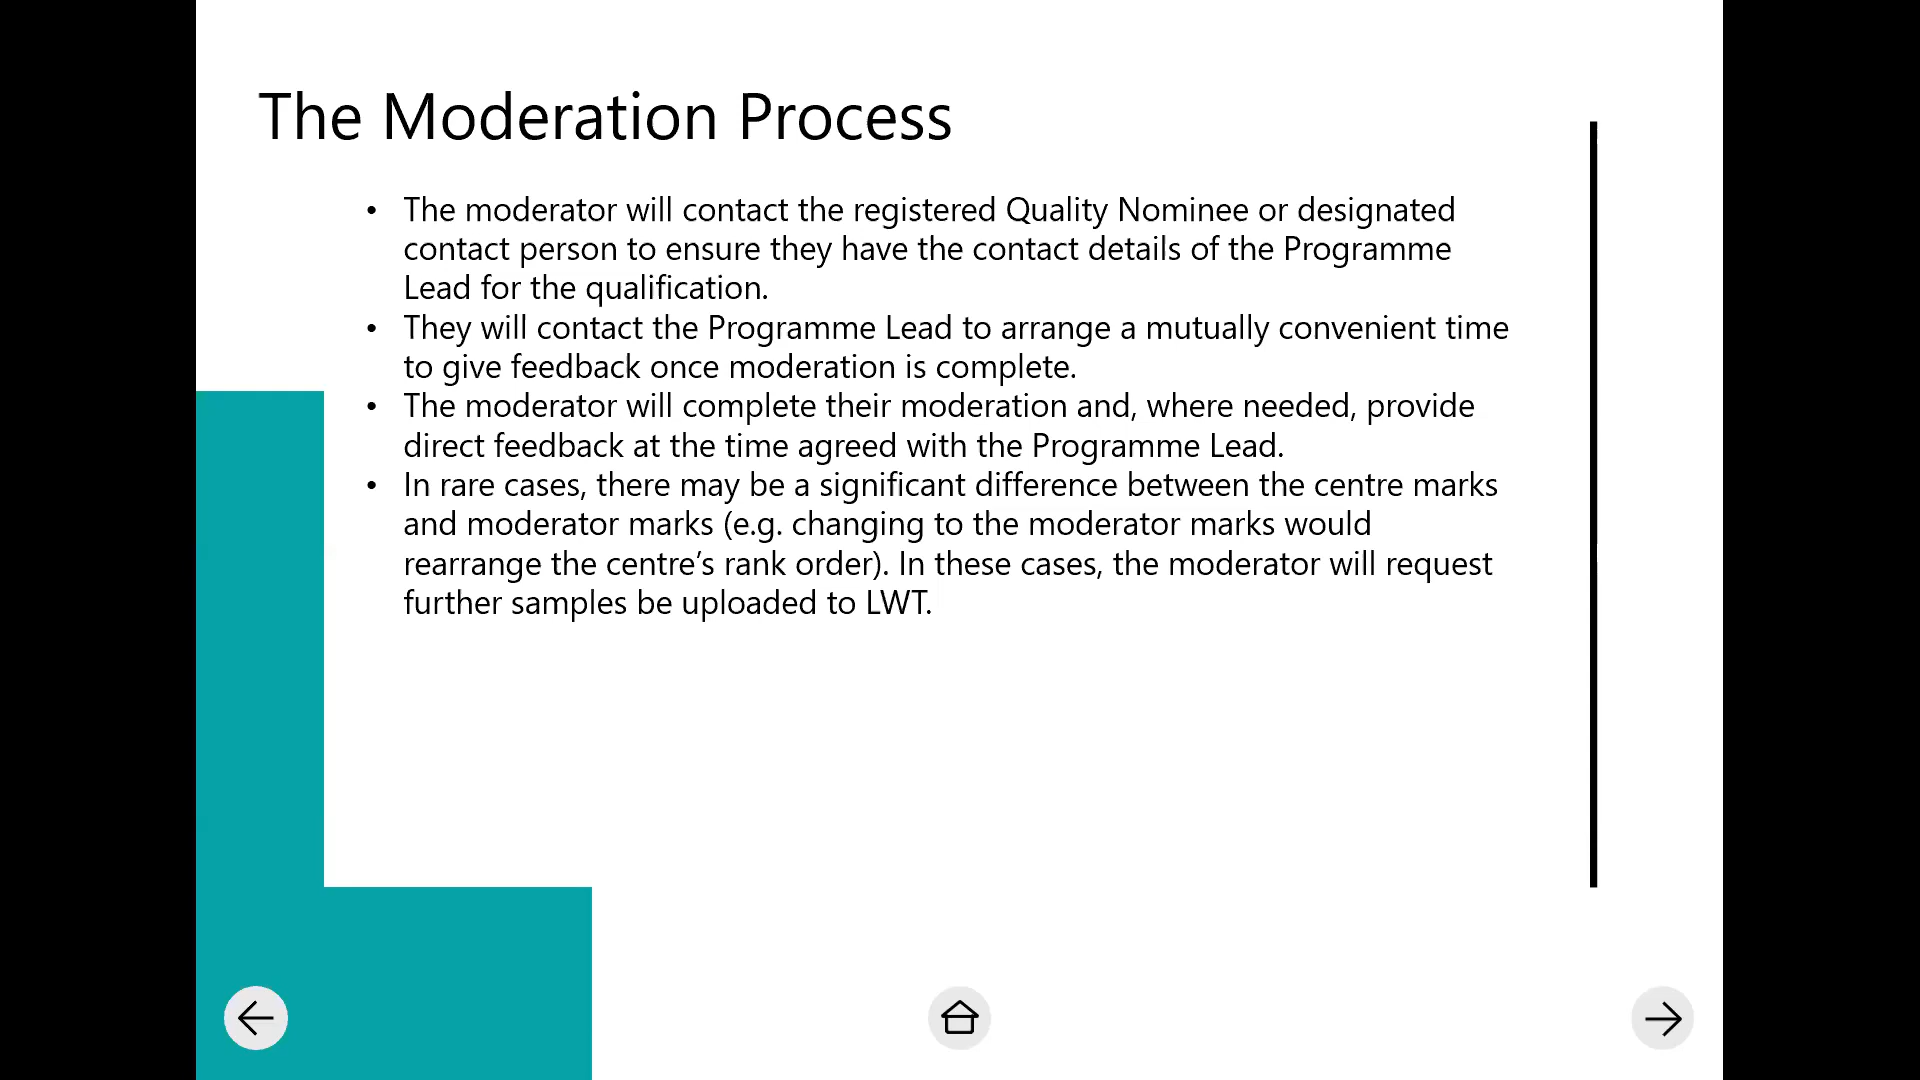 The Moderation Process
• The moderator will contact the registered Quality Nominee or designated
contact person to ensure they have the contact details of the Programme
Lead for the qualification.
• They will contact the Programme Lead to arrange a mutually convenient time
to give feedback once moderation is complete.
• The moderator will complete their moderation and, where needed, provide
direct feedback at the time agreed with the Programme Lead.
• In rare cases, there may be a significant difference between the centre marks
and moderator marks (e.g. changing to the moderator marks would
rearrange the centre’s rank order). In these cases, the moderator will request
further samples be uploaded to LWT.